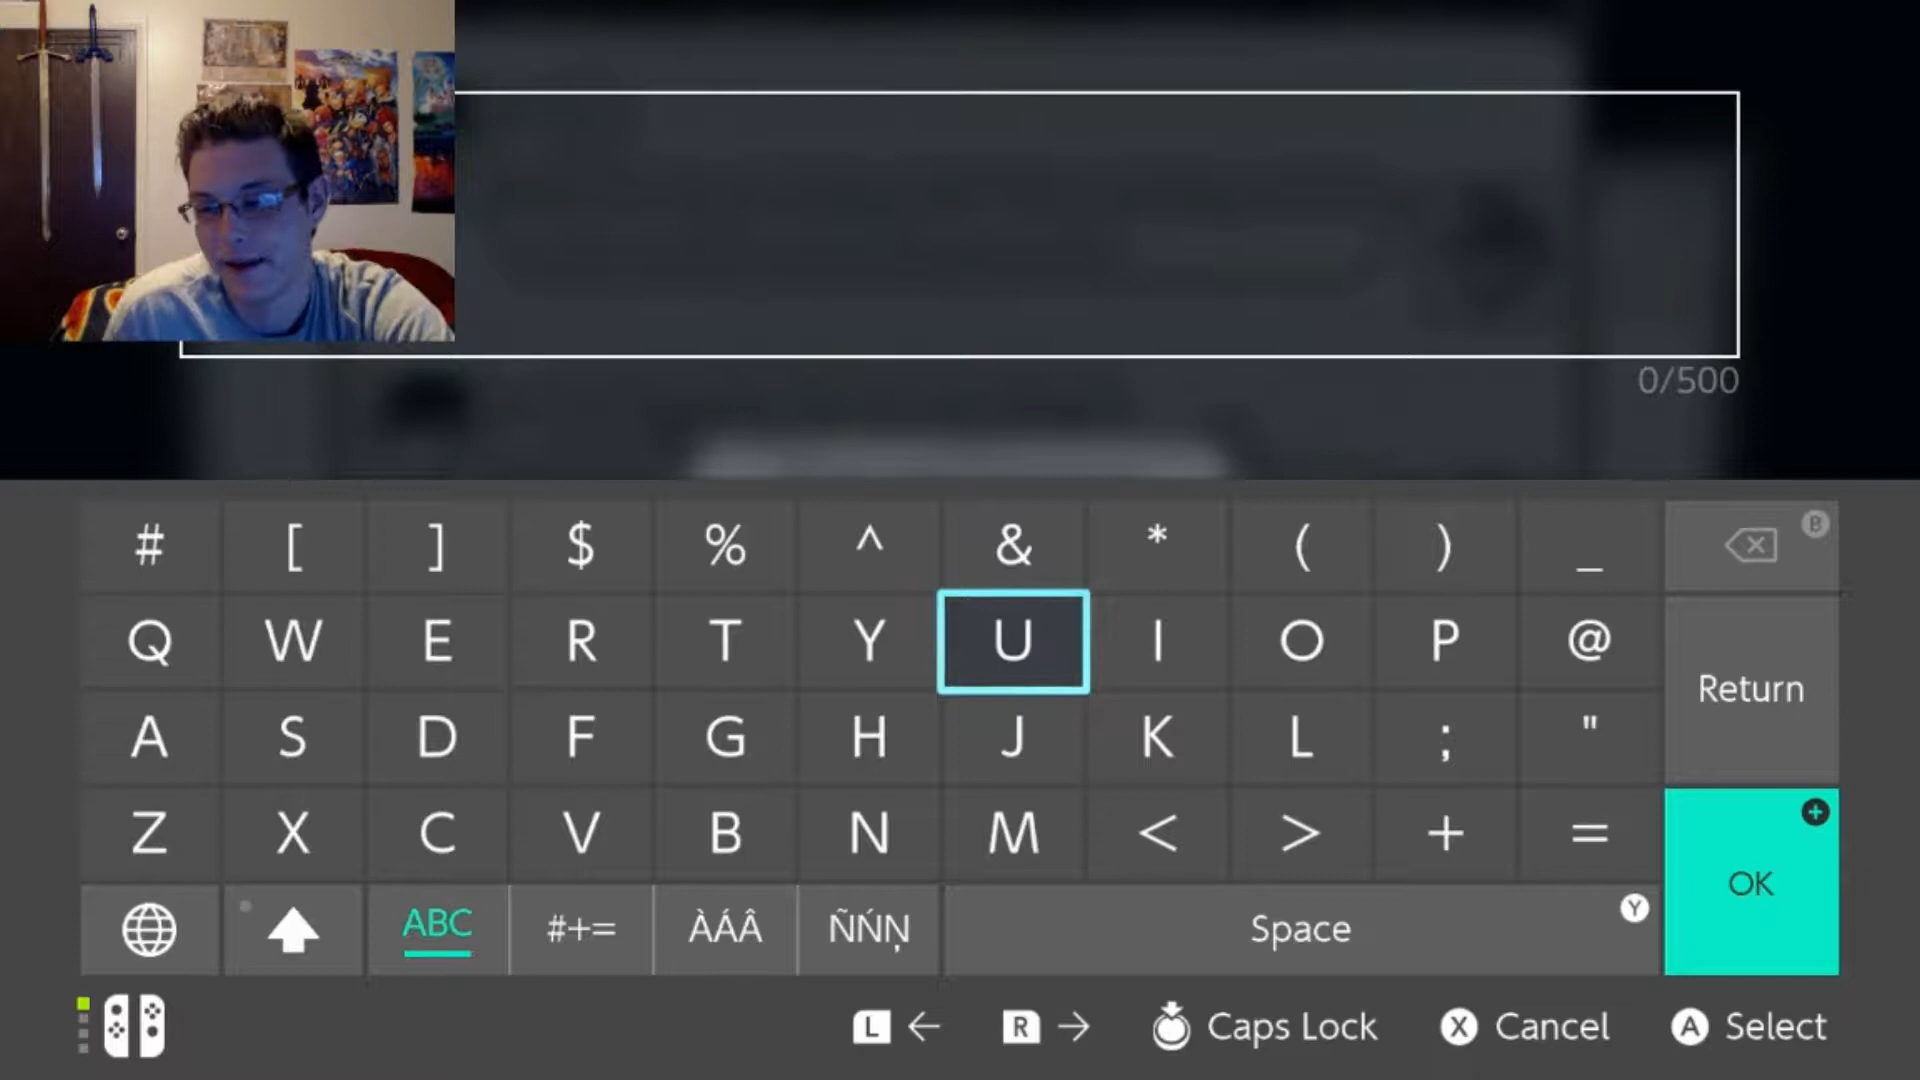 0/500
# [ ] $ % ^ & * ( ) _ B
Q W E R T Y U I O P @ Return
A S D F G H J K L ; "
Z X C V B N M < > + = OK
ABC #+= ÀÁÂ ÑŃŅ Space Y
L ← R → Caps Lock X Cancel A Select